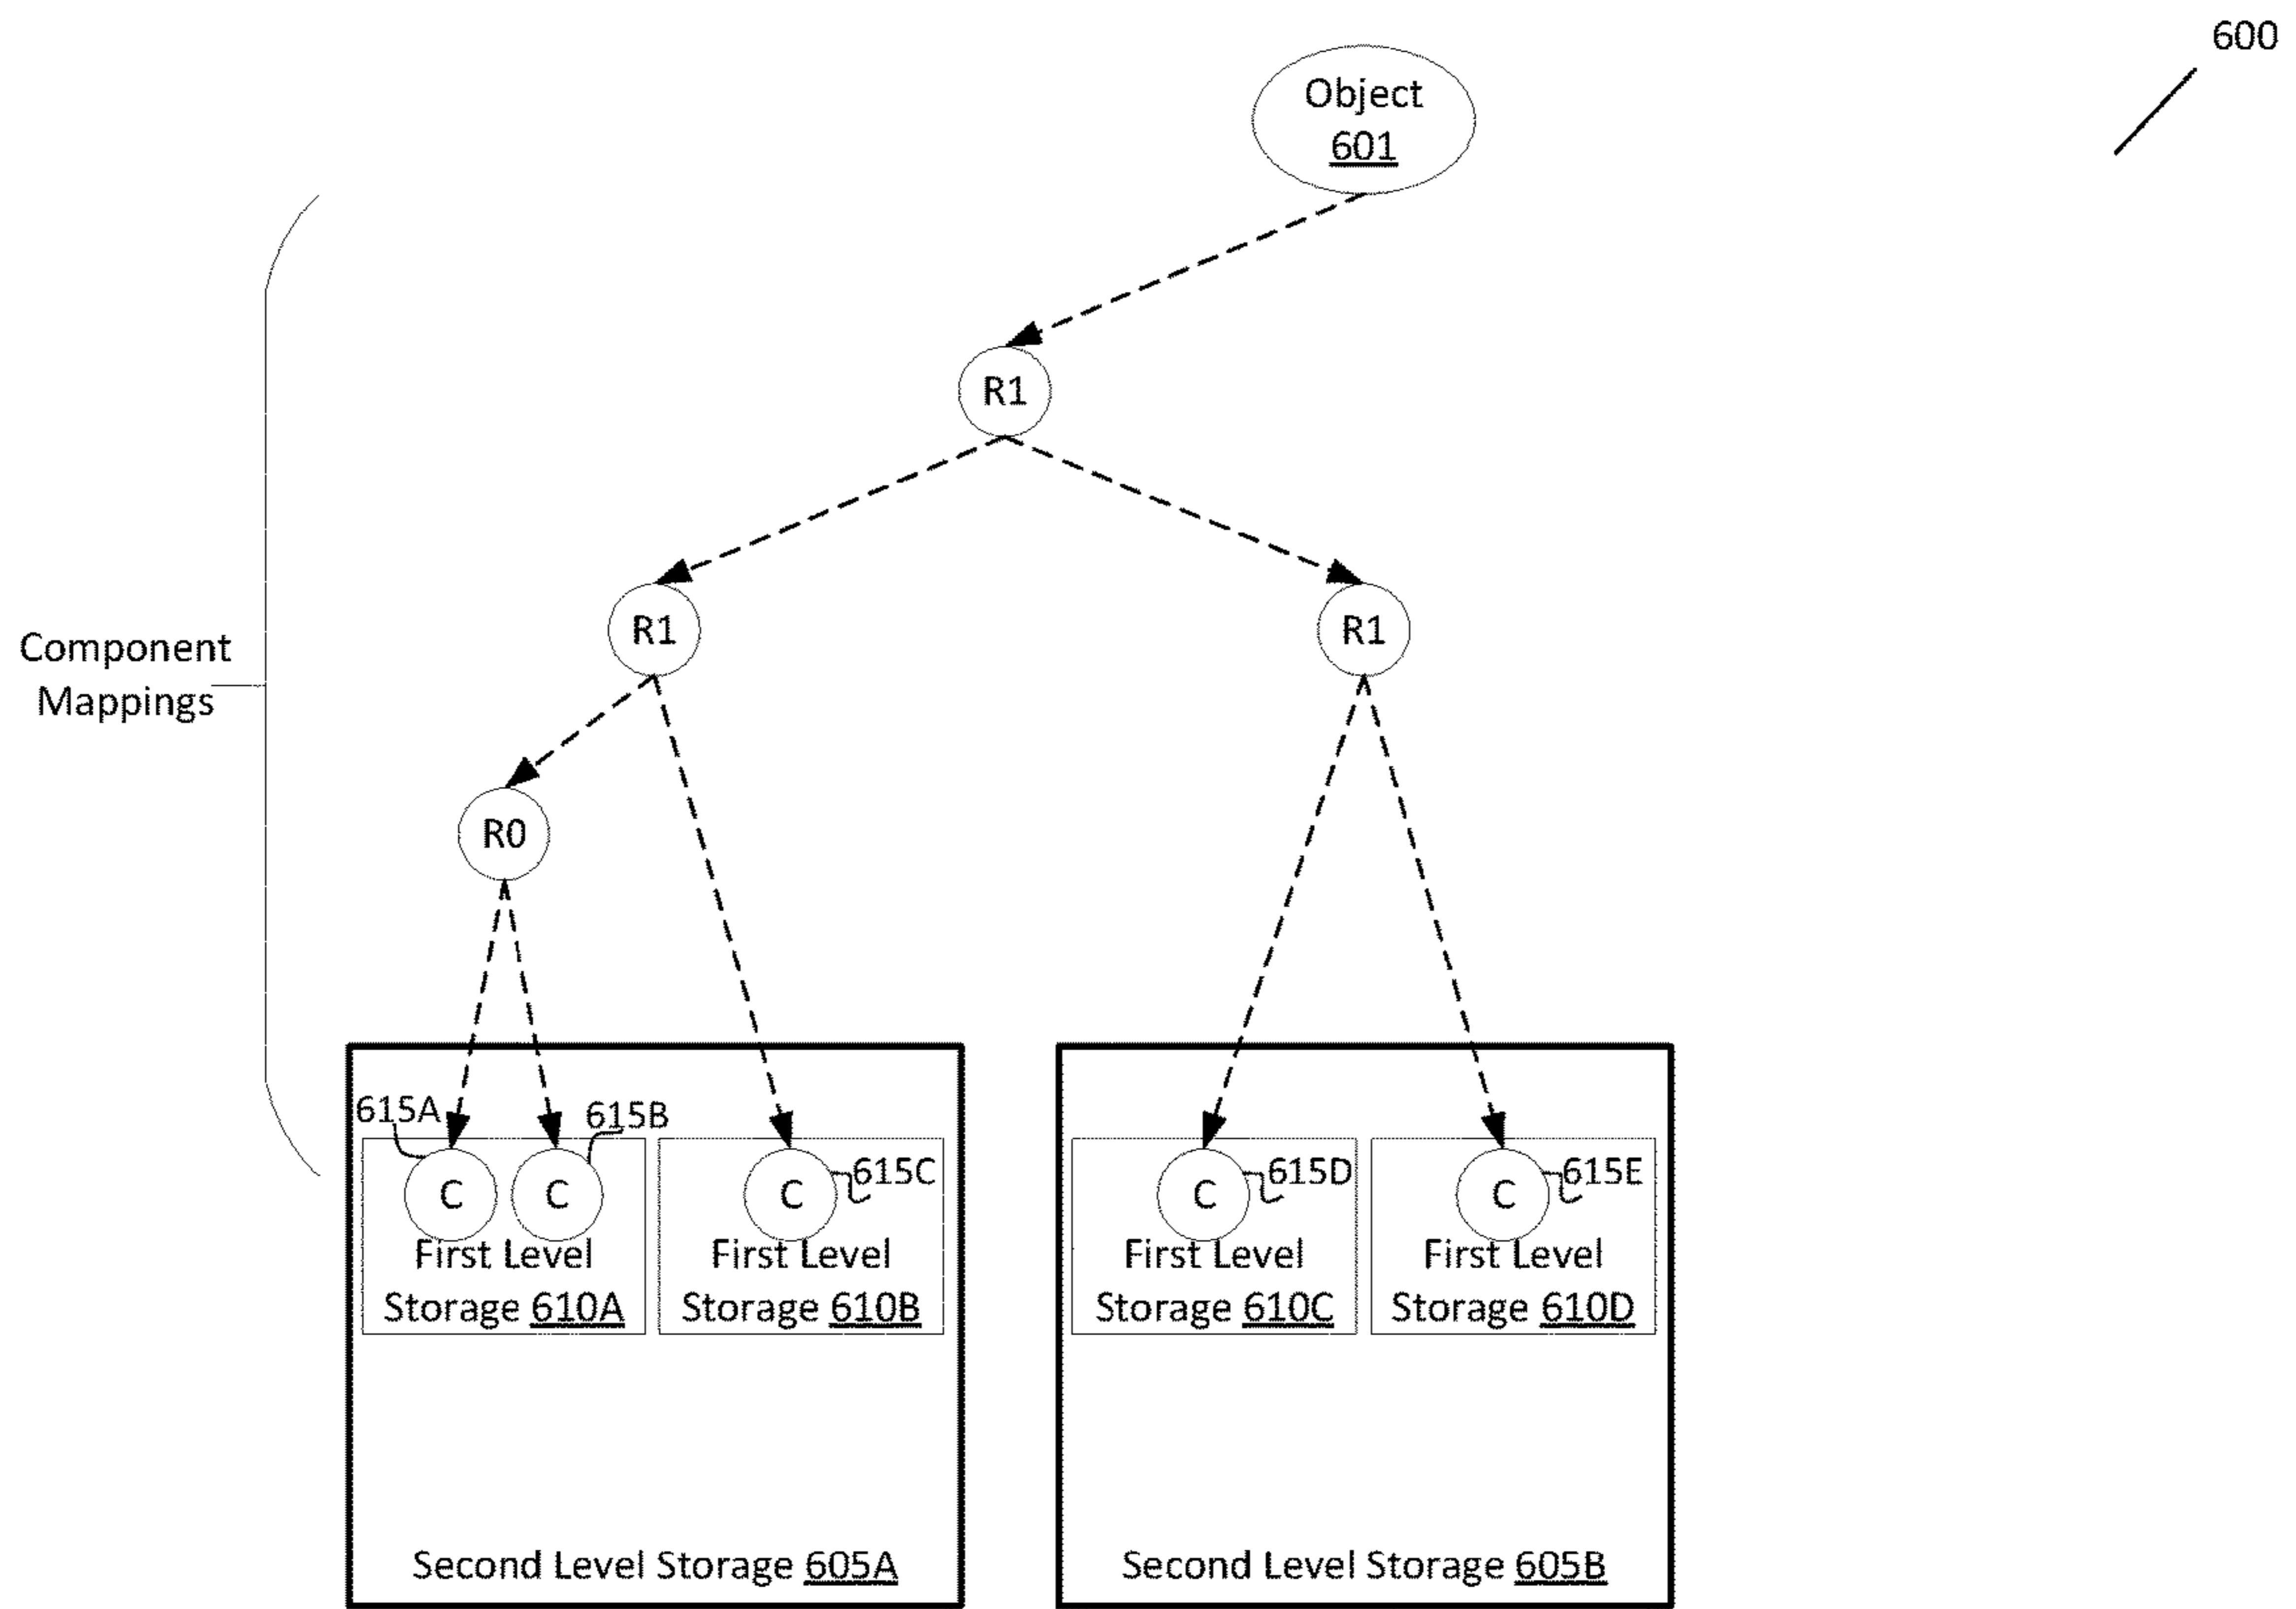 600
Object
601
R1
R1
R1
Component
Mappings
R0
615A
615B
C
C
C
615C
C
615D
C
615E
First Level
Storage 610A
First Level
Storage 610B
First Level
Storage 610C
First Level
Storage 610D
Second Level Storage 605A
Second Level Storage 605B